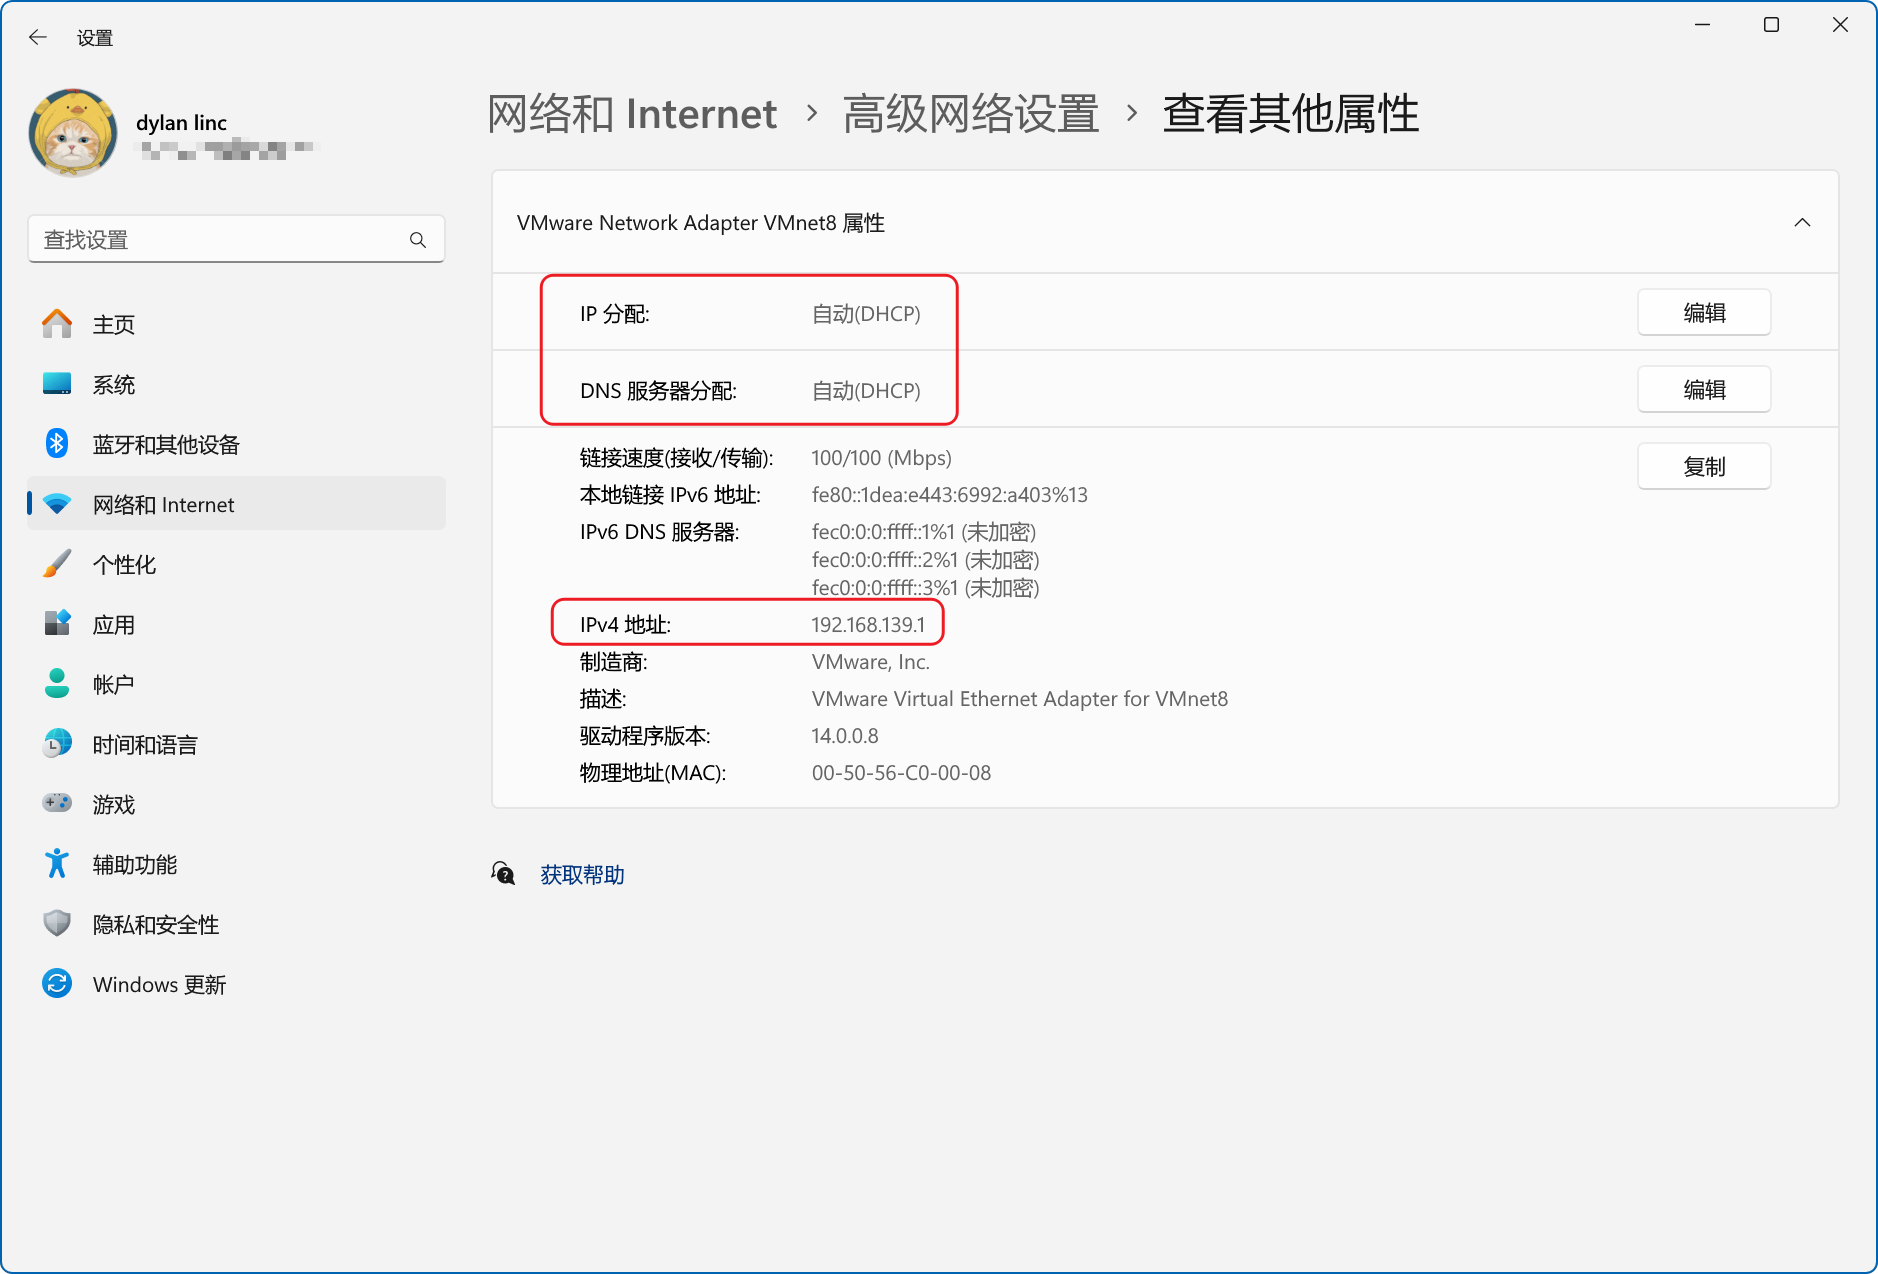 设置
dylan linc
查找设置
主页
系统
蓝牙和其他设备
网络和 Internet
个性化
应用
帐户
时间和语言
游戏
辅助功能
隐私和安全性
Windows 更新
网络和 Internet › 高级网络设置 › 查看其他属性
VMware Network Adapter VMnet8 属性
IP 分配: 自动(DHCP) 编辑
DNS 服务器分配: 自动(DHCP) 编辑
链接速度(接收/传输): 100/100 (Mbps) 复制
本地链接 IPv6 地址: fe80::1dea:e443:6992:a403%13
IPv6 DNS 服务器: fec0:0:0:ffff::1%1 (未加密)
fec0:0:0:ffff::2%1 (未加密)
fec0:0:0:ffff::3%1 (未加密)
IPv4 地址: 192.168.139.1
制造商: VMware, Inc.
描述: VMware Virtual Ethernet Adapter for VMnet8
驱动程序版本: 14.0.0.8
物理地址(MAC): 00-50-56-C0-00-08
获取帮助